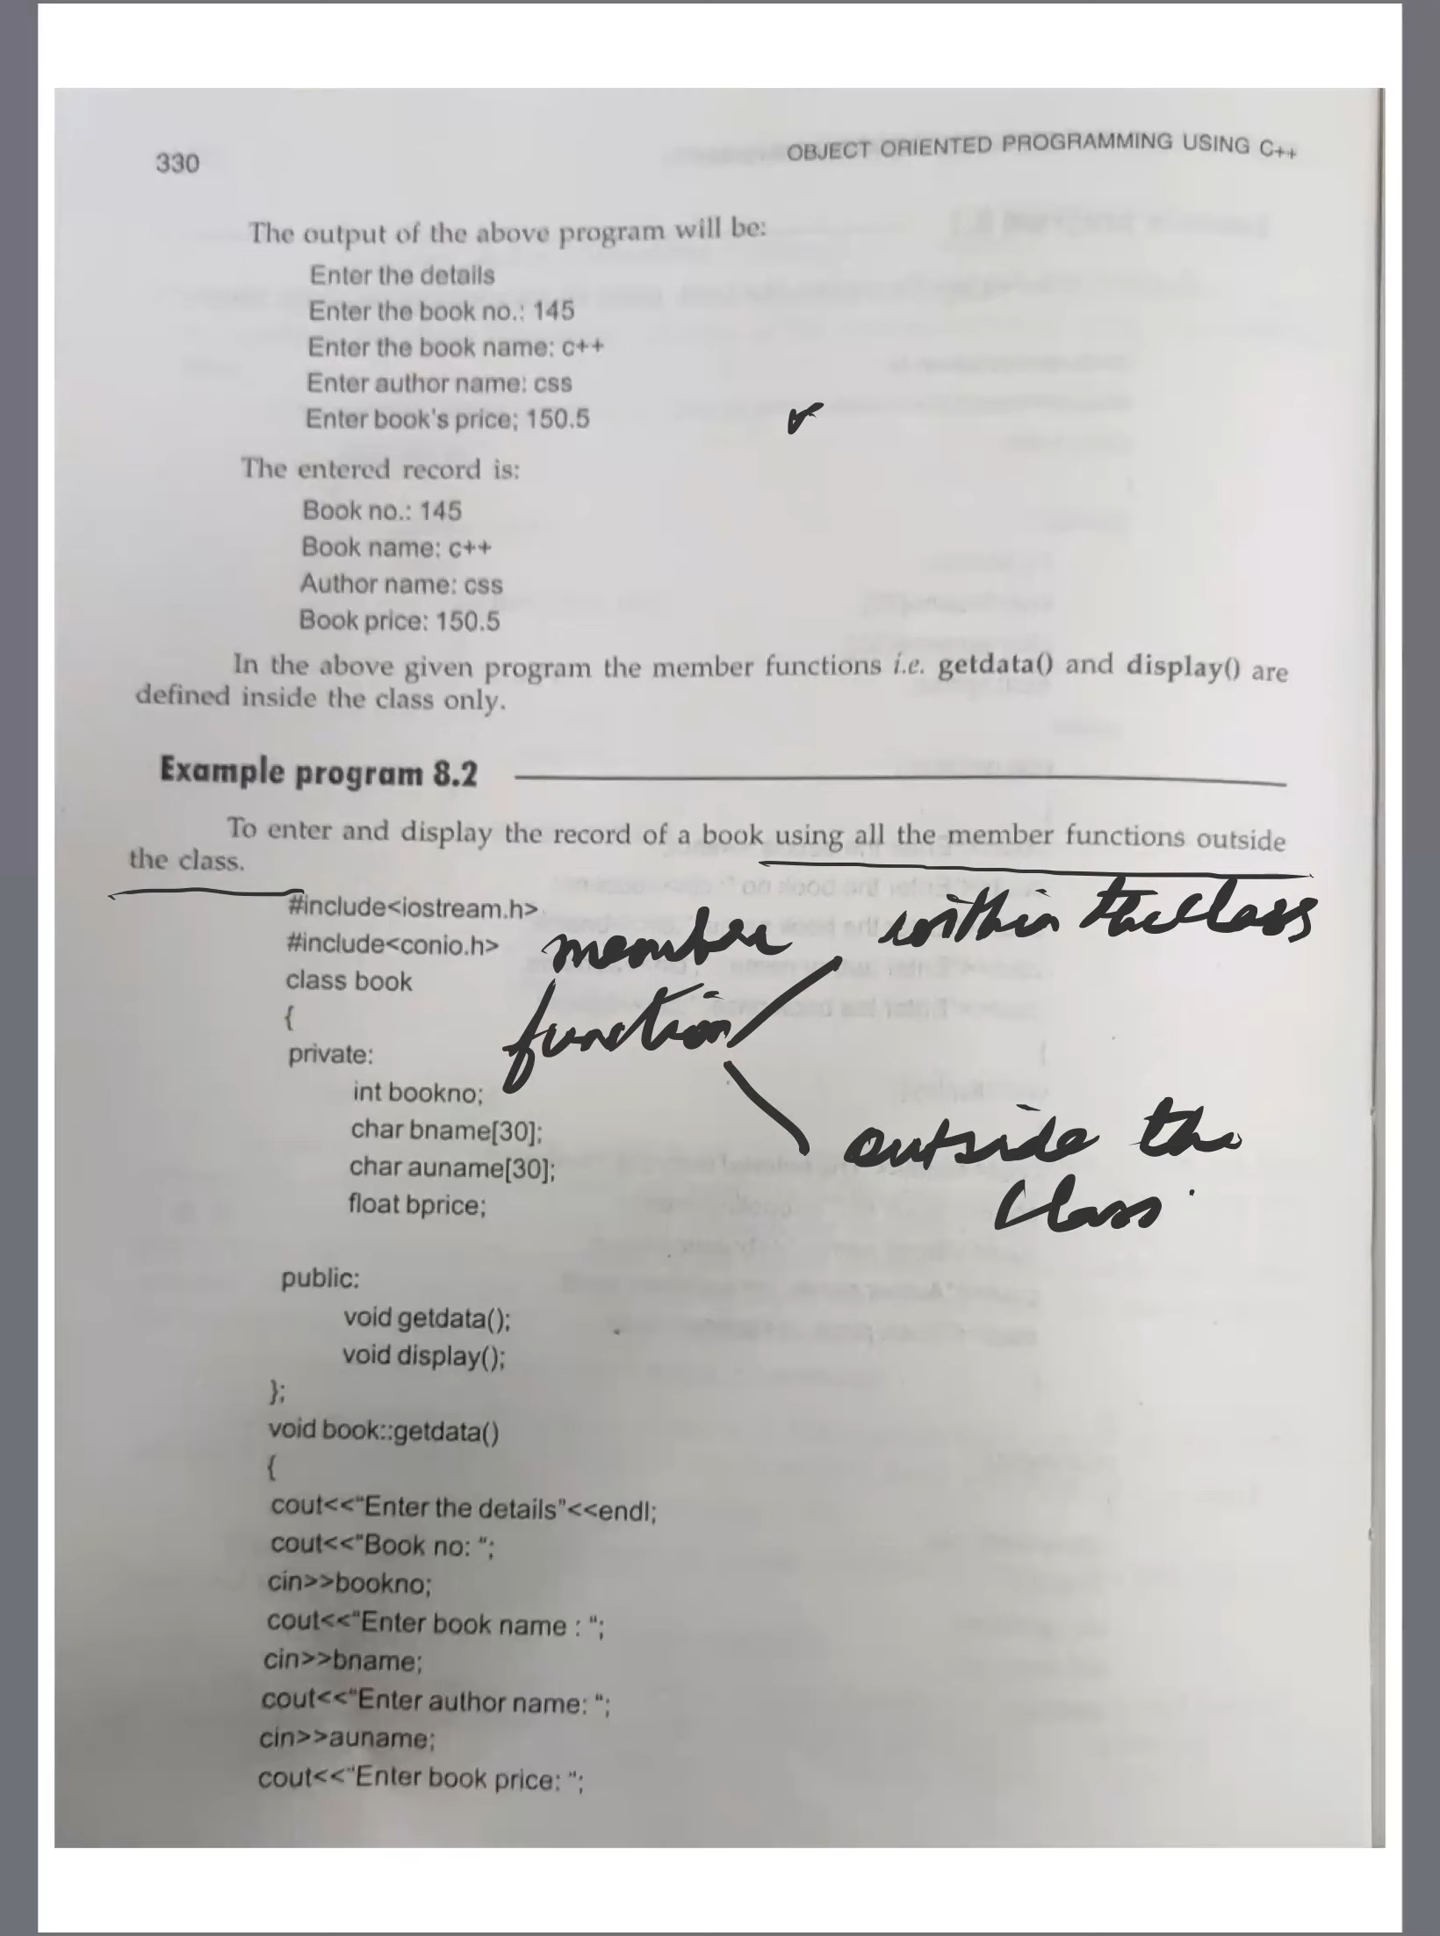 330
OBJECT ORIENTED PROGRAMMING USING C++
The output of the above program will be:
Enter the details
Enter the book no.: 145
Enter the book name: c++
Enter author name: css
Enter book's price; 150.5
The entered record is:
Book no.: 145
Book name: c++
Author name: css
Book price: 150.5
In the above given program the member functions i.e. getdata() and display() are
defined inside the class only.
Example program 8.2
To enter and display the record of a book using all the member functions outside
the class.
#include<iostream.h>
#include<conio.h>
class book
{
private:
int bookno;
char bname[30];
char auname[30];
float bprice;
member
function
within the class
outside the
class
public:
void getdata();
void display();
};
void book::getdata()
{
cout<<"Enter the details"<<endl;
cout<<"Book no: ";
cin>>bookno;
cout<<"Enter book name : ";
cin>>bname;
cout<<"Enter author name: ";
cin>>auname;
cout<<"Enter book price: ";